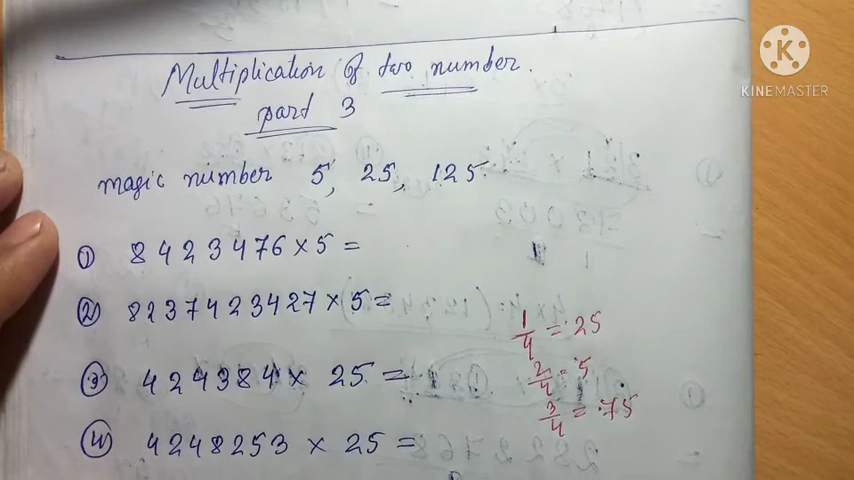 KINEMASTER
Multiplication of two number.
part 3
magic number 5, 25, 125.
① 8423476 × 5 =
② 8237423427 × 5 =
③ 424384 × 25 =
④ 4248253 × 25 =
1/4 = .25
2/4 = .5
3/4 = .75